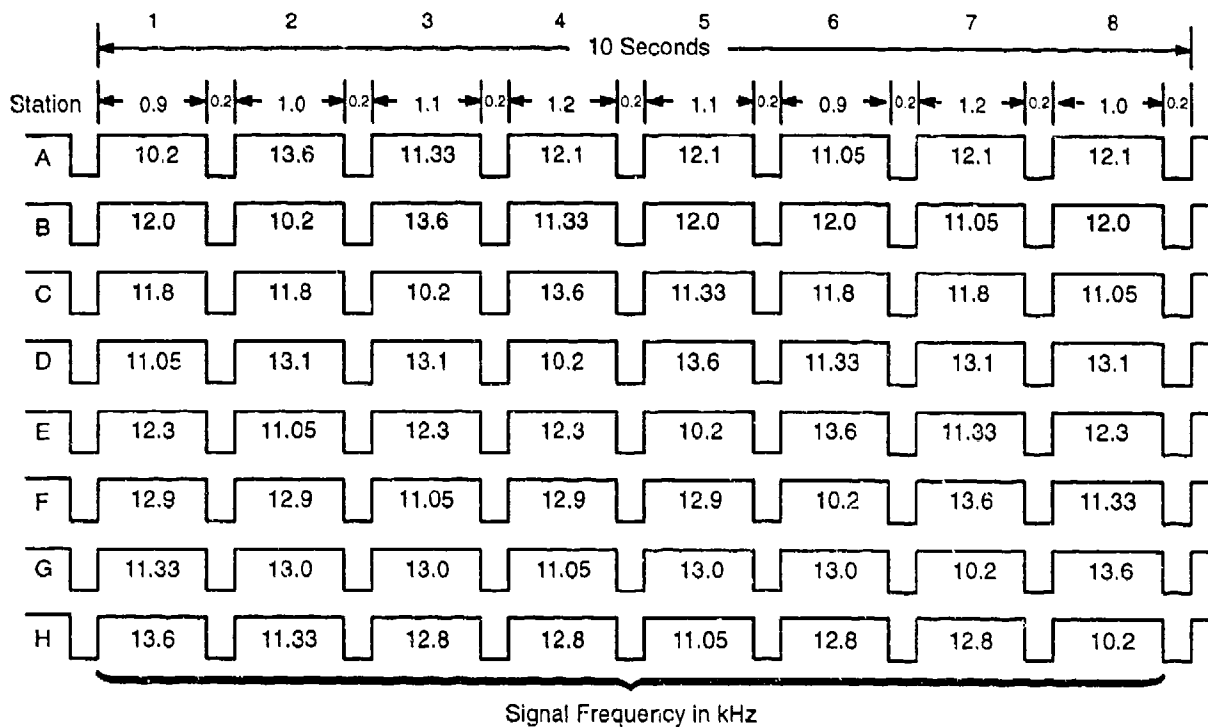 1 2 3 4 5 6 7 8
10 Seconds
Station 0.9 0.2 1.0 0.2 1.1 0.2 1.2 0.2 1.1 0.2 0.9 0.2 1.2 0.2 1.0 0.2
A 10.2 13.6 11.33 12.1 12.1 11.05 12.1 12.1
B 12.0 10.2 13.6 11.33 12.0 12.0 11.05 12.0
C 11.8 11.8 10.2 13.6 11.33 11.8 11.8 11.05
D 11.05 13.1 13.1 10.2 13.6 11.33 13.1 13.1
E 12.3 11.05 12.3 12.3 10.2 13.6 11.33 12.3
F 12.9 12.9 11.05 12.9 12.9 10.2 13.6 11.33
G 11.33 13.0 13.0 11.05 13.0 13.0 10.2 13.6
H 13.6 11.33 12.8 12.8 11.05 12.8 12.8 10.2
Signal Frequency in kHz